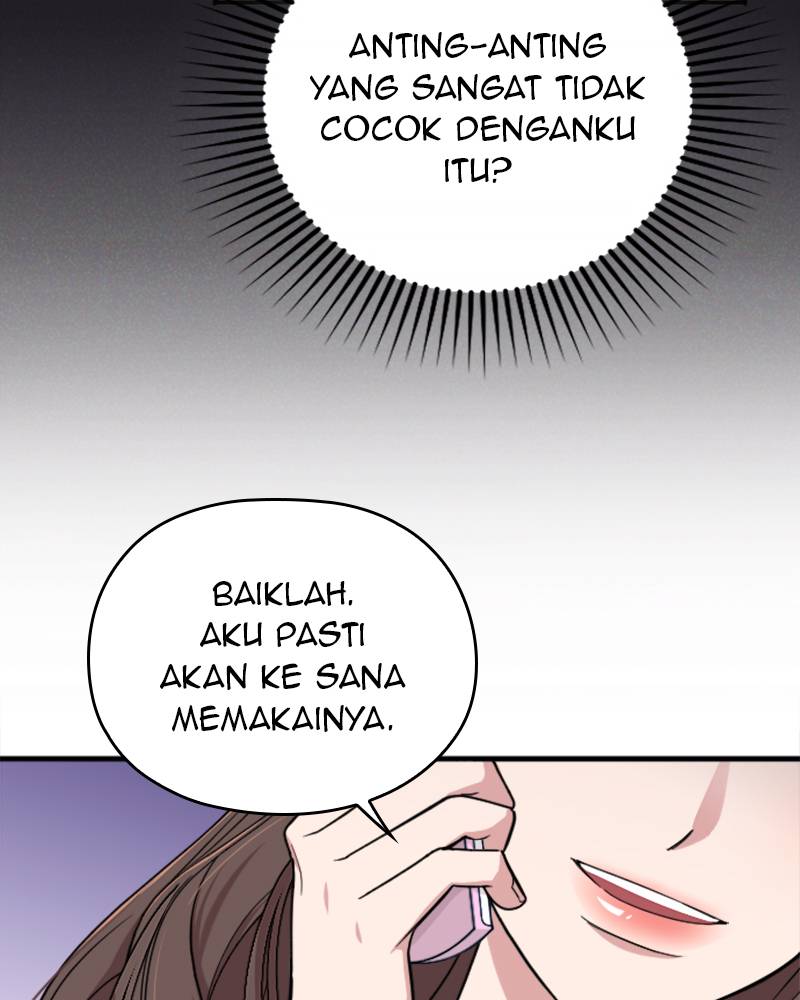 ANTING-ANTING
YANG SANGAT TIDAK
COCOK DENGANKU
ITU?
BAIKLAH.
AKU PASTI
AKAN KE SANA
MEMAKAINYA.